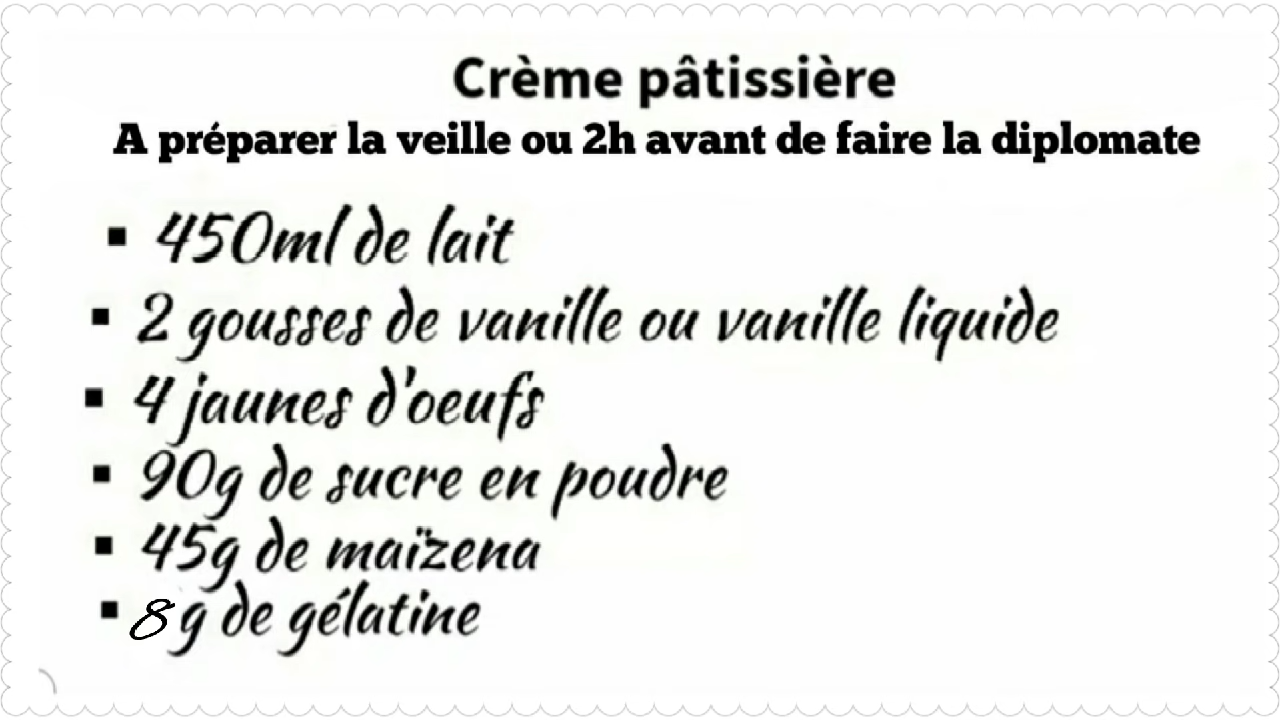 Crème pâtissière
A préparer la veille ou 2h avant de faire la diplomate
▪ 450ml de lait
▪ 2 gousses de vanille ou vanille liquide
▪ 4 jaunes d'oeufs
▪ 90g de sucre en poudre
▪ 45g de maïzena
▪ 8g de gélatine